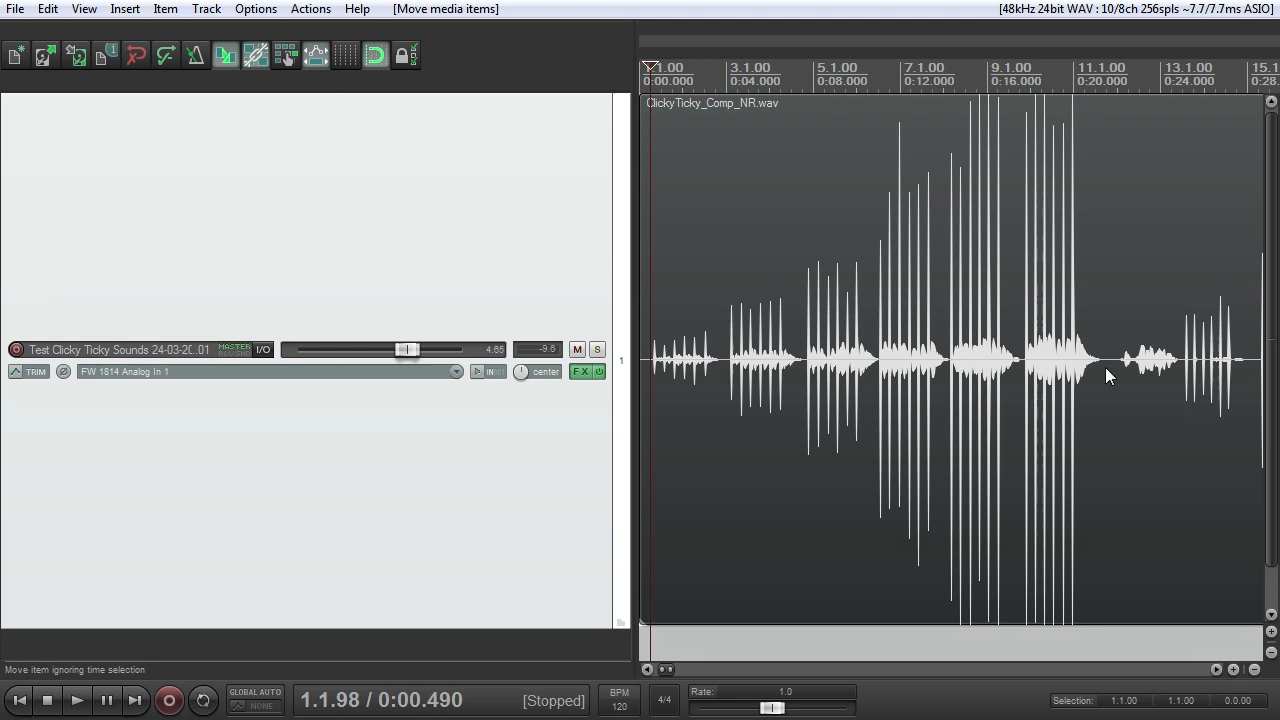 File Edit View Insert Item Track Options Actions Help [Move media items] [48kHz 24bit WAV : 10/8ch 256spls ~7.7/7.7ms ASIO]
1.1.00 3.1.00 5.1.00 7.1.00 9.1.00 11.1.00 13.1.00 15.1
0:00.000 0:04.000 0:08.000 0:12.000 0:16.000 0:20.000 0:24.000 0:28.
ClickyTicky_Comp_NR.wav
Test Clicky Ticky Sounds 24-03-2(..01 MASTER I/O 4.65 -9.6 M S
1
TRIM FW 1814 Analog In 1 IN center FX
Move item ignoring time selection
GLOBAL AUTO
NONE
1.1.98 / 0:00.490 [Stopped]
BPM
120
4/4
Rate: 1.0
Selection: 1.1.00 1.1.00 0.0.00